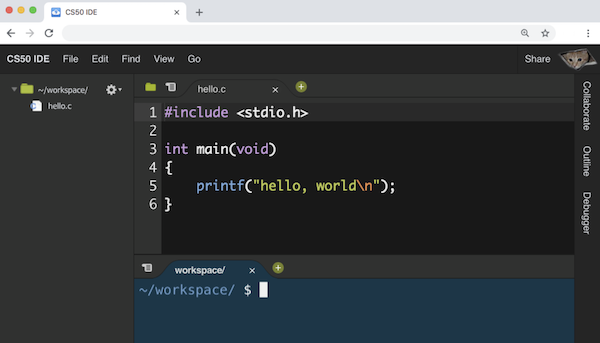 CS50 IDE
CS50 IDE File Edit Find View Go Share
~/workspace/
hello.c
hello.c
1 #include <stdio.h>
2
3 int main(void)
4 {
5     printf("hello, world\n");
6 }
Collaborate
Outline
Debugger
workspace/
~/workspace/ $